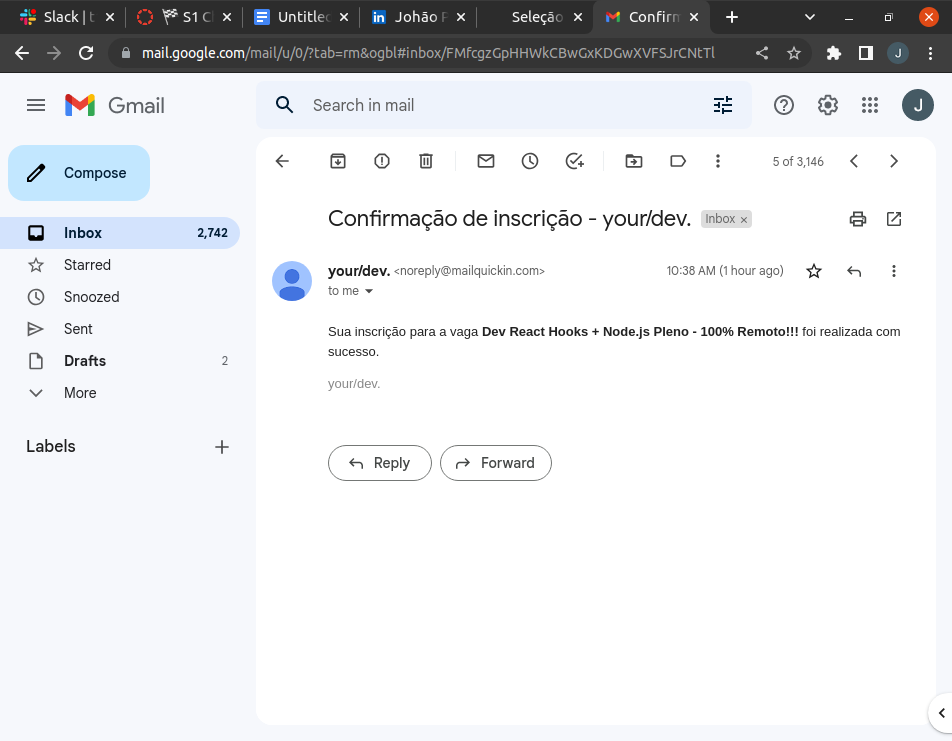 Slack | t
S1 C
Untitled
Johão P
Seleção
Confirm
mail.google.com/mail/u/0/?tab=rm&ogbl#inbox/FMfcgzGpHHWkCBwGxKDGwXVFSJrCNtTl
J
Gmail
Search in mail
J
Compose
5 of 3,146
Inbox 2,742
Starred
Snoozed
Sent
Drafts 2
More
Labels
Confirmação de inscrição - your/dev. Inbox ×
your/dev. <noreply@mailquickin.com> 10:38 AM (1 hour ago)
to me
Sua inscrição para a vaga Dev React Hooks + Node.js Pleno - 100% Remoto!!! foi realizada com
sucesso.
your/dev.
Reply Forward